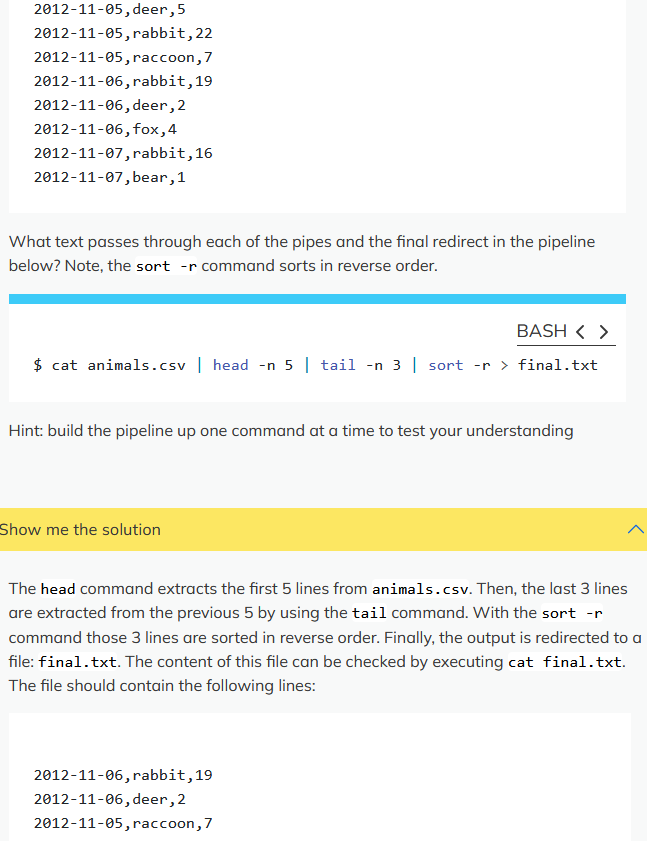 2012-11-05,deer,5
2012-11-05,rabbit,22
2012-11-05,raccoon,7
2012-11-06,rabbit,19
2012-11-06,deer,2
2012-11-06,fox,4
2012-11-07,rabbit,16
2012-11-07,bear,1
What text passes through each of the pipes and the final redirect in the pipeline
below? Note, the sort -r command sorts in reverse order.
BASH < >
$ cat animals.csv | head -n 5 | tail -n 3 | sort -r > final.txt
Hint: build the pipeline up one command at a time to test your understanding
Show me the solution
The head command extracts the first 5 lines from animals.csv. Then, the last 3 lines
are extracted from the previous 5 by using the tail command. With the sort -r
command those 3 lines are sorted in reverse order. Finally, the output is redirected to a
file: final.txt. The content of this file can be checked by executing cat final.txt.
The file should contain the following lines:
2012-11-06,rabbit,19
2012-11-06,deer,2
2012-11-05,raccoon,7